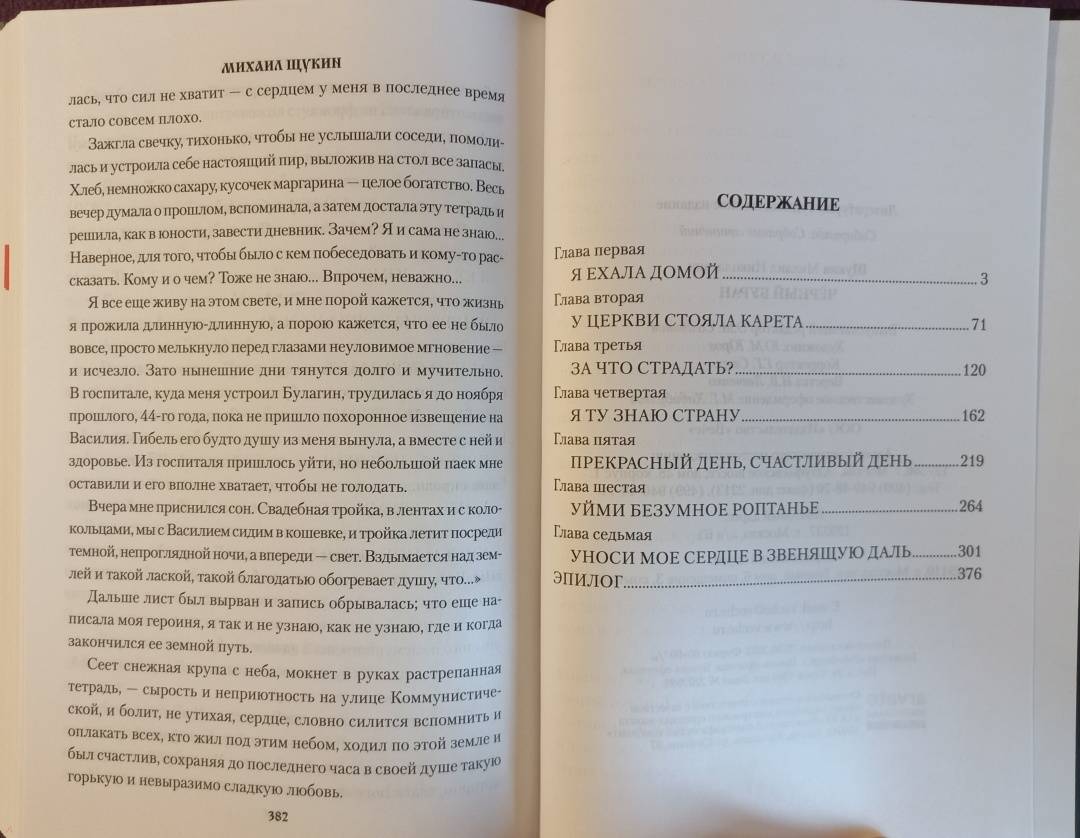 МИХАИЛ ЩУКИН
лась, что сил не хватит — с сердцем у меня в последнее время
стало совсем плохо.
Зажгла свечку, тихонько, чтобы не услышали соседи, помоли-
лась и устроила себе настоящий пир, выложив на стол все запасы.
Хлеб, немножко сахару, кусочек маргарина — целое богатство. Весь
вечер думала о прошлом, вспоминала, а затем достала эту тетрадь и
решила, как в юности, завести дневник. Зачем? Я и сама не знаю...
Наверное, для того, чтобы было с кем побеседовать и кому-то рас-
сказать. Кому и о чем? Тоже не знаю... Впрочем, неважно...
Я все еще живу на этом свете, и мне порой кажется, что жизнь
я прожила длинную-длинную, а порою кажется, что ее не было
вовсе, просто мелькнуло перед глазами неуловимое мгновение —
и исчезло. Зато нынешние дни тянутся долго и мучительно.
В госпитале, куда меня устроил Булагин, трудилась я до ноября
прошлого, 44-го года, пока не пришло похоронное извещение на
Василия. Гибель его будто душу из меня вынула, а вместе с ней и
здоровье. Из госпиталя пришлось уйти, но небольшой паек мне
оставили и его вполне хватает, чтобы не голодать.
Вчера мне приснился сон. Свадебная тройка, в лентах и с коло-
кольцами, мы с Василием сидим в кошевке, и тройка летит посреди
темной, непроглядной ночи, а впереди — свет. Вздымается над зем-
лей и такой лаской, такой благодатью обогревает душу, что...»
Дальше лист был вырван и запись обрывалась; что еще на-
писала моя героиня, я так и не узнаю, как не узнаю, где и когда
закончился ее земной путь.
Сеет снежная крупа с неба, мокнет в руках растрепанная
тетрадь, — сырость и неприютность на улице Коммунистиче-
ской, и болит, не утихая, сердце, словно силится вспомнить и
оплакать всех, кто жил под этим небом, ходил по этой земле и
был счастлив, сохраняя до последнего часа в своей душе такую
горькую и невыразимо сладкую любовь.
382
СОДЕРЖАНИЕ
Глава первая
Я ЕХАЛА ДОМОЙ 3
Глава вторая
У ЦЕРКВИ СТОЯЛА КАРЕТА 71
Глава третья
ЗА ЧТО СТРАДАТЬ? 120
Глава четвертая
Я ТУ ЗНАЮ СТРАНУ 162
Глава пятая
ПРЕКРАСНЫЙ ДЕНЬ, СЧАСТЛИВЫЙ ДЕНЬ 219
Глава шестая
УЙМИ БЕЗУМНОЕ РОПТАНЬЕ 264
Глава седьмая
УНОСИ МОЕ СЕРДЦЕ В ЗВЕНЯЩУЮ ДАЛЬ 301
ЭПИЛОГ 376